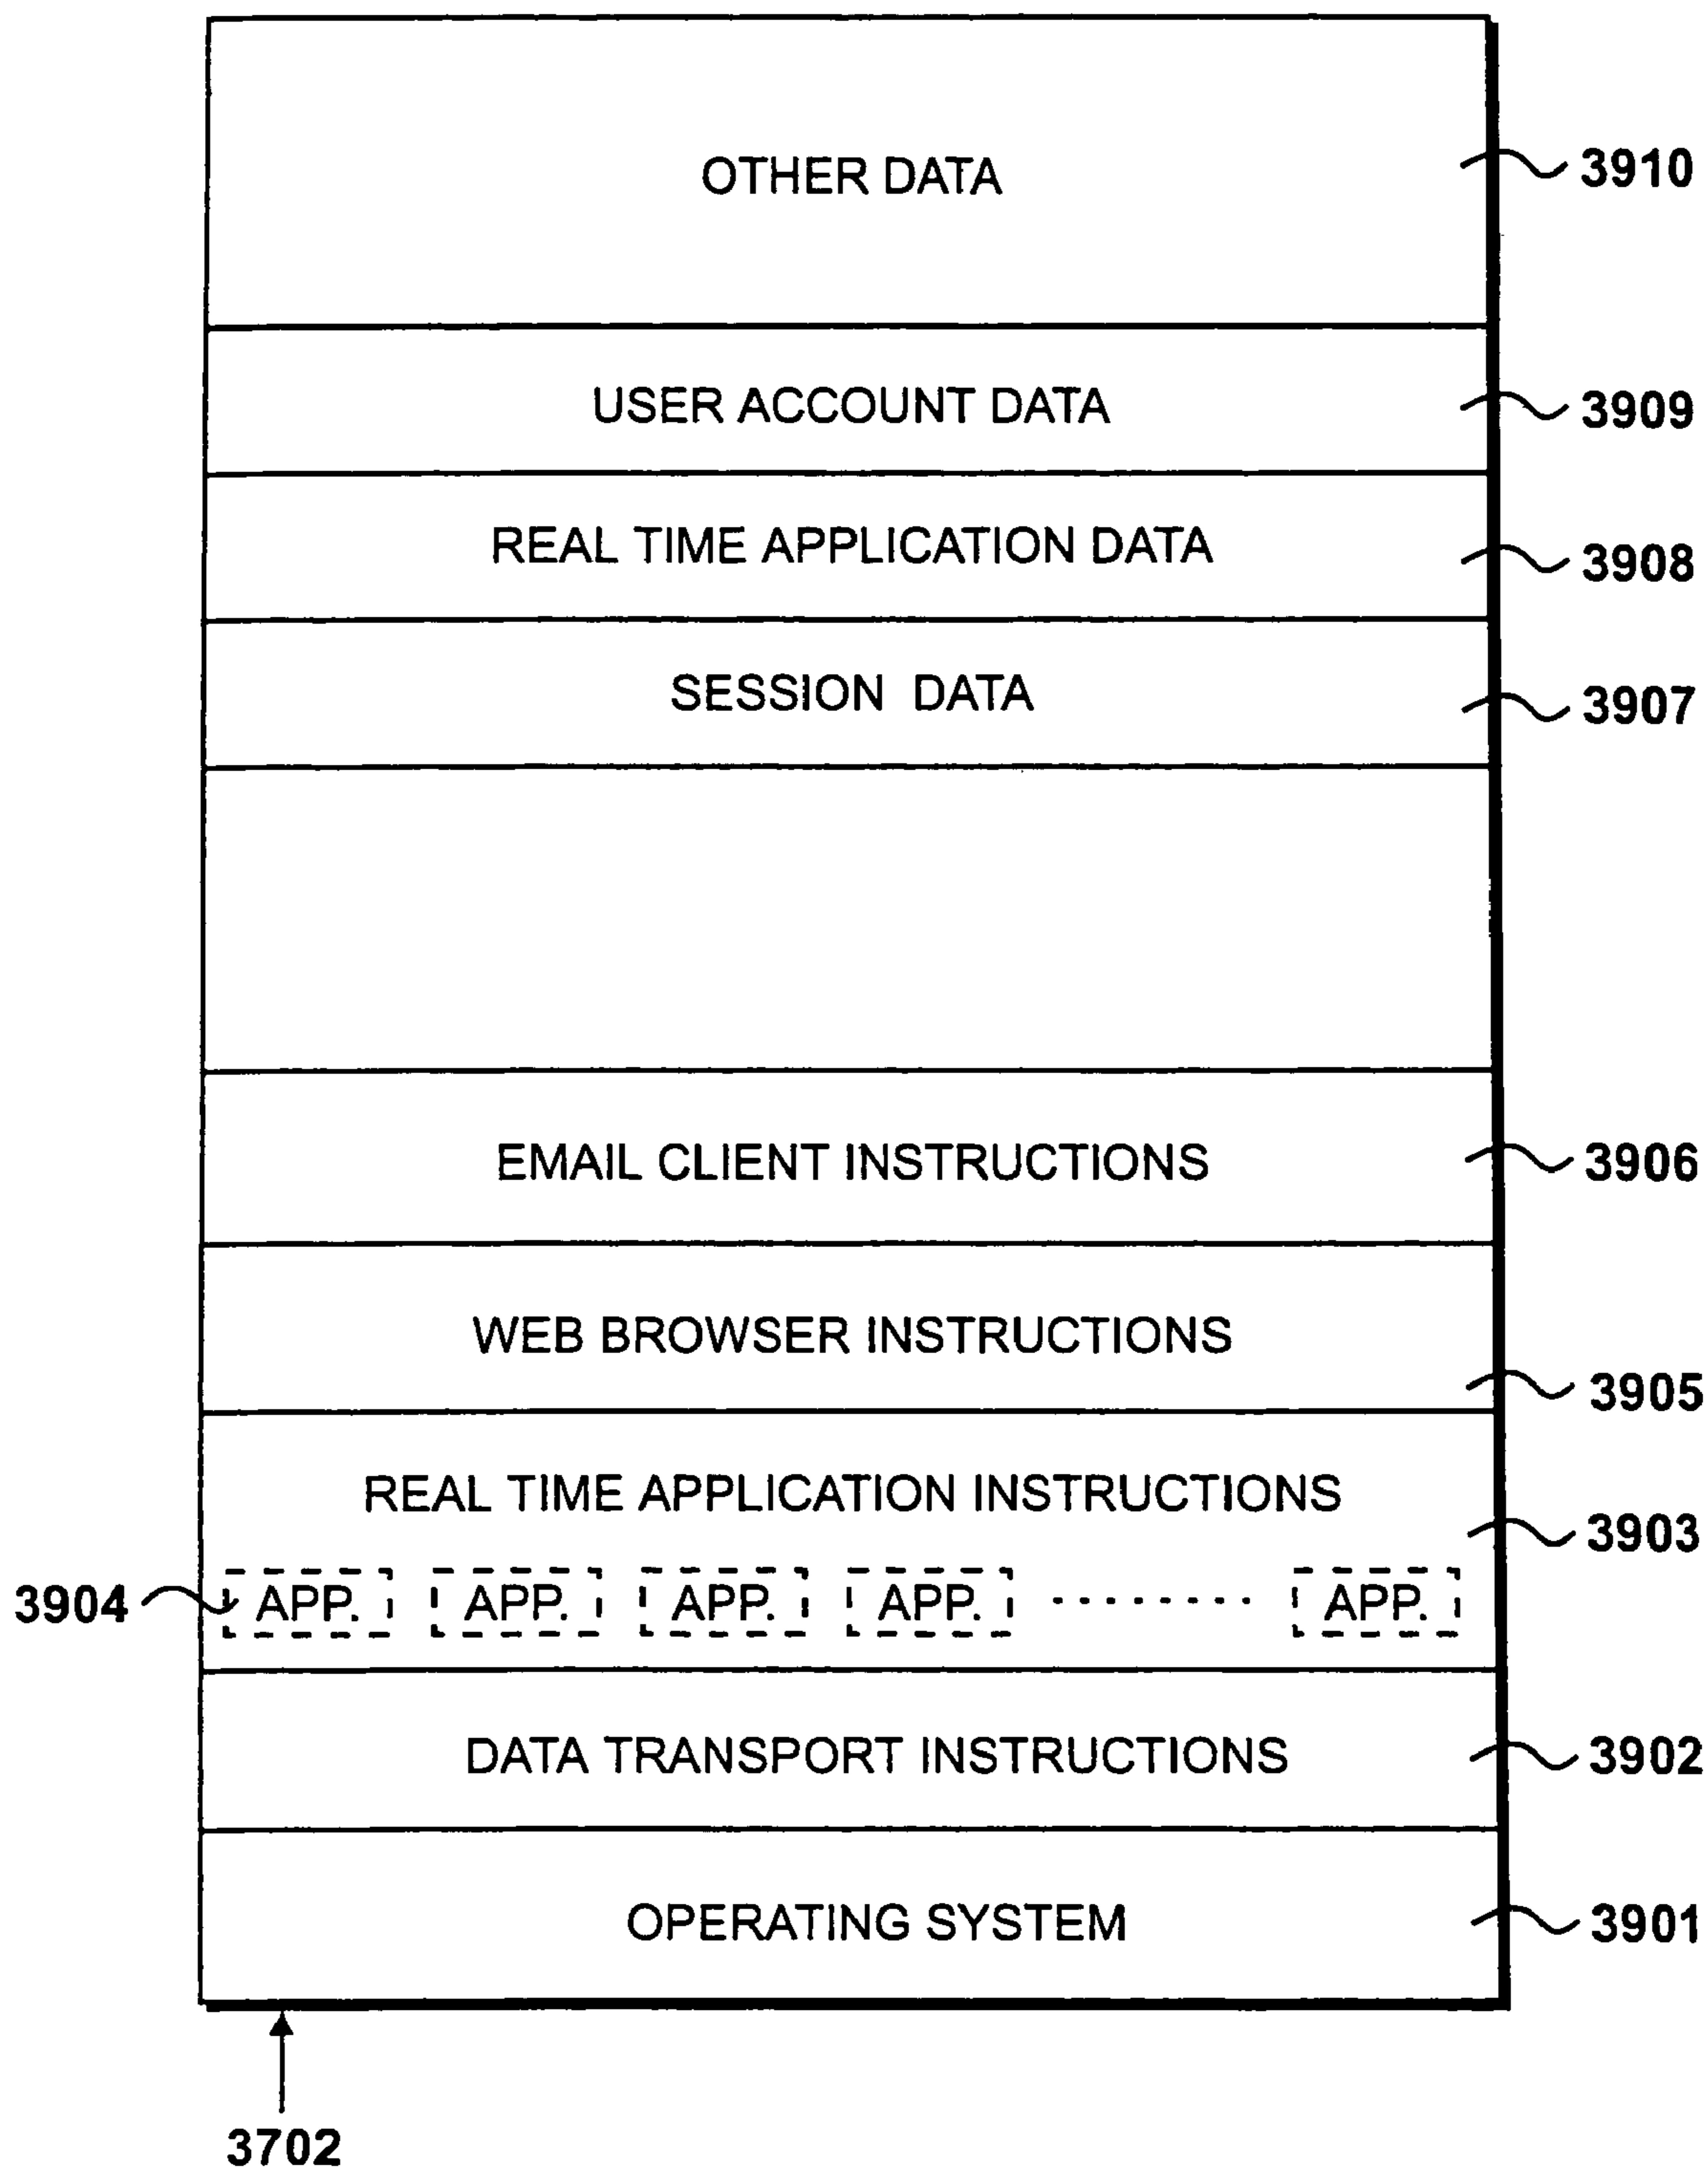 OTHER DATA 3910
USER ACCOUNT DATA 3909
REAL TIME APPLICATION DATA 3908
SESSION DATA 3907
EMAIL CLIENT INSTRUCTIONS 3906
WEB BROWSER INSTRUCTIONS
3905
REAL TIME APPLICATION INSTRUCTIONS
3903
3904 APP. APP. APP. APP. ........ APP.
DATA TRANSPORT INSTRUCTIONS 3902
OPERATING SYSTEM 3901
3702